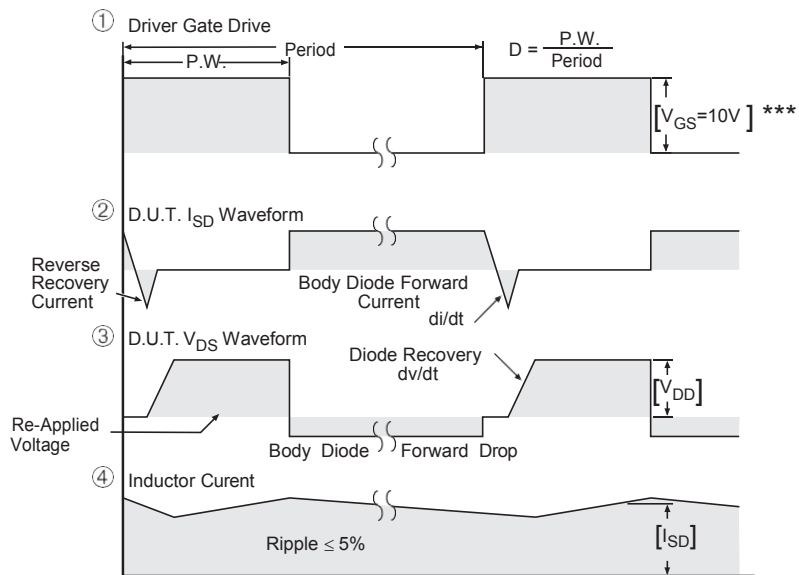 ① Driver Gate Drive
Period
P.W.
D = P.W. / Period
[VGS=10V] ***
② D.U.T. ISD Waveform
Reverse
Recovery
Current
Body Diode Forward
Current
di/dt
③ D.U.T. VDS Waveform
Diode Recovery
dv/dt
[VDD]
Re-Applied
Voltage
Body Diode Forward Drop
④ Inductor Curent
Ripple ≤ 5%
[ISD]